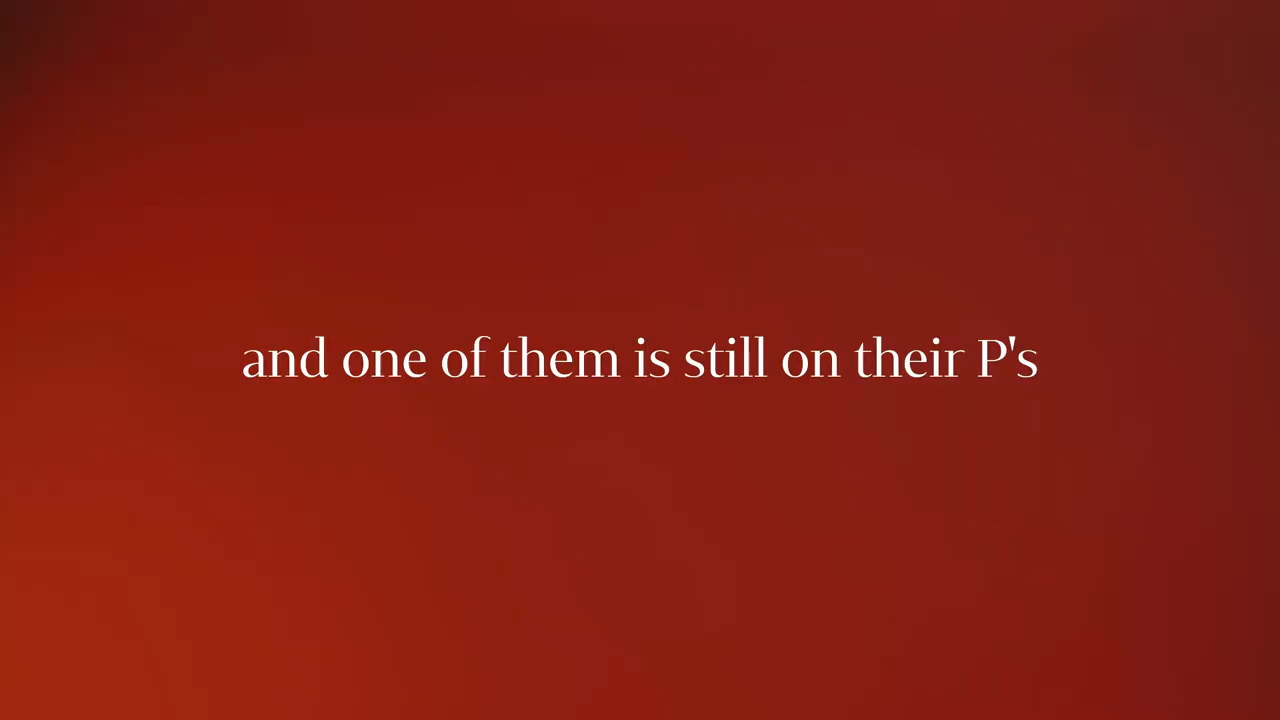 and one of them is still on their P's